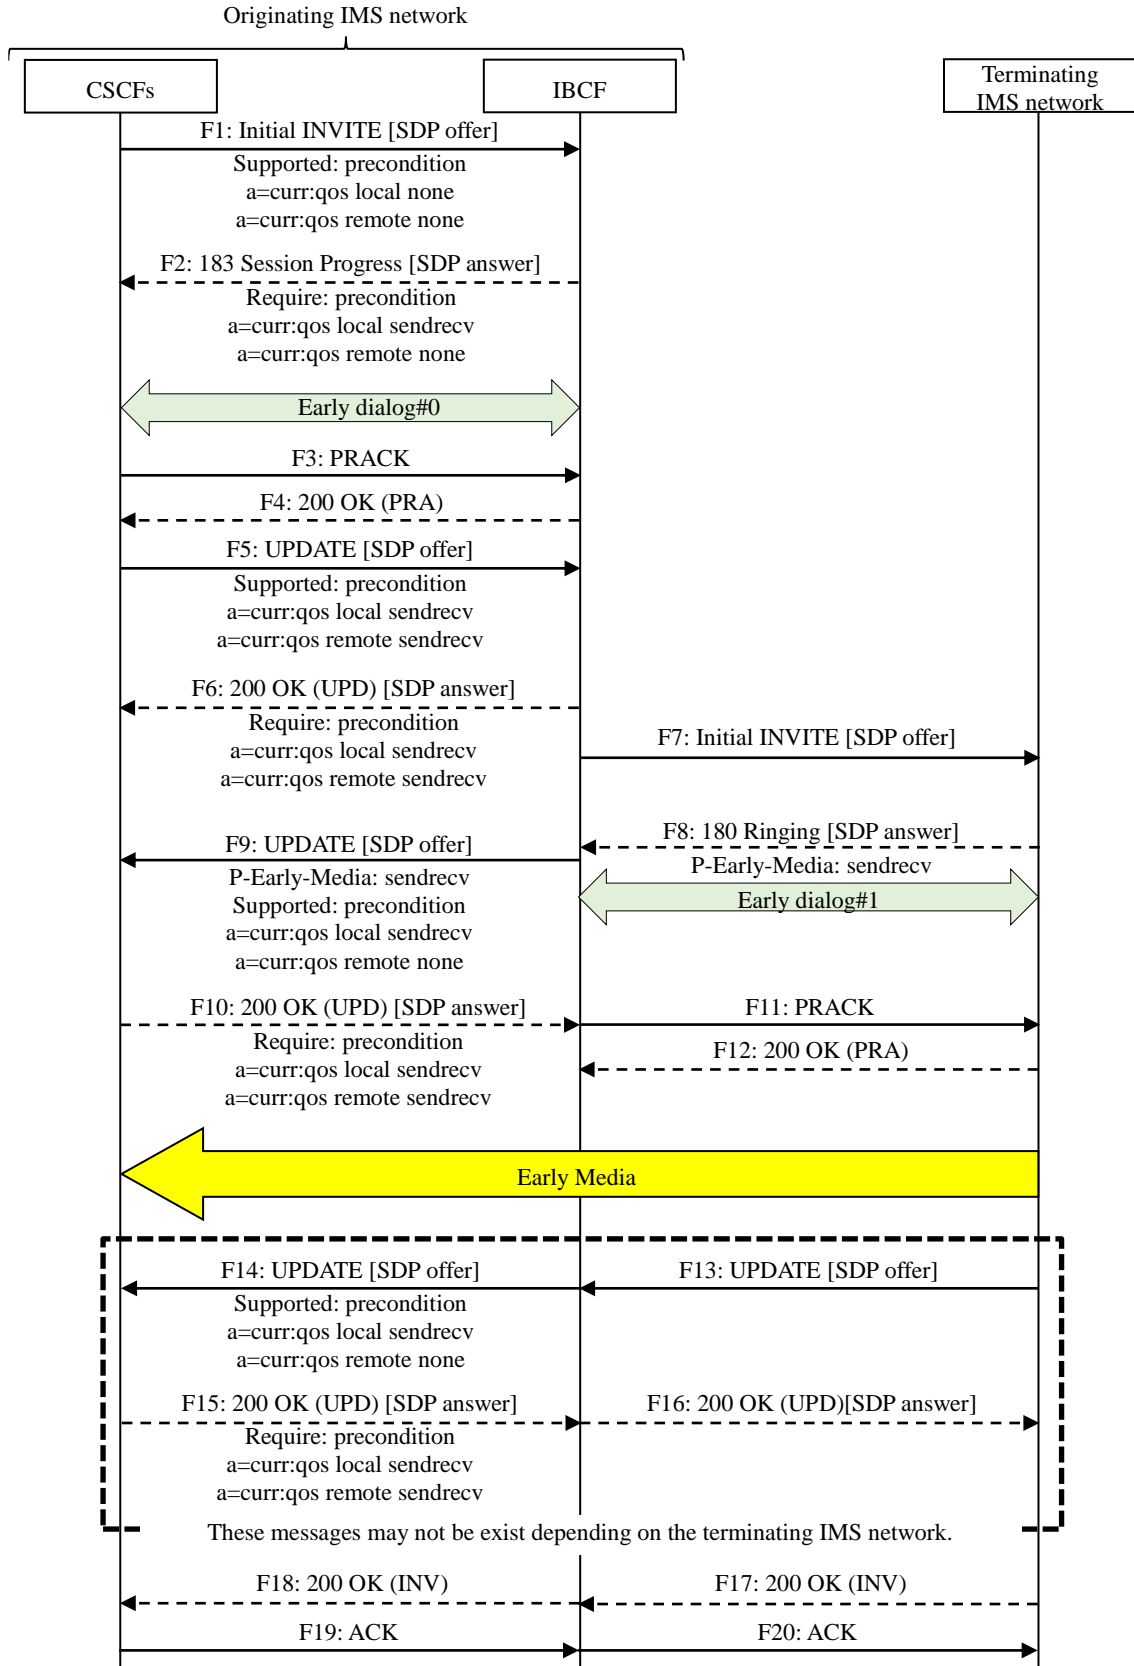 Originating IMS network
CSCFs
IBCF
Terminating
IMS network
F1: Initial INVITE [SDP offer]
Supported: precondition
a=curr:qos local none
a=curr:qos remote none
F2: 183 Session Progress [SDP answer]
Require: precondition
a=curr:qos local sendrecv
a=curr:qos remote none
Early dialog#0
F3: PRACK
F4: 200 OK (PRA)
F5: UPDATE [SDP offer]
Supported: precondition
a=curr:qos local sendrecv
a=curr:qos remote sendrecv
F6: 200 OK (UPD) [SDP answer]
Require: precondition
a=curr:qos local sendrecv
a=curr:qos remote sendrecv
F7: Initial INVITE [SDP offer]
F8: 180 Ringing [SDP answer]
P-Early-Media: sendrecv
Early dialog#1
F9: UPDATE [SDP offer]
P-Early-Media: sendrecv
Supported: precondition
a=curr:qos local sendrecv
a=curr:qos remote none
F10: 200 OK (UPD) [SDP answer]
Require: precondition
a=curr:qos local sendrecv
a=curr:qos remote sendrecv
F11: PRACK
F12: 200 OK (PRA)
Early Media
F14: UPDATE [SDP offer]
F13: UPDATE [SDP offer]
Supported: precondition
a=curr:qos local sendrecv
a=curr:qos remote none
F15: 200 OK (UPD) [SDP answer]
F16: 200 OK (UPD)[SDP answer]
Require: precondition
a=curr:qos local sendrecv
a=curr:qos remote sendrecv
These messages may not be exist depending on the terminating IMS network.
F18: 200 OK (INV)
F17: 200 OK (INV)
F19: ACK
F20: ACK